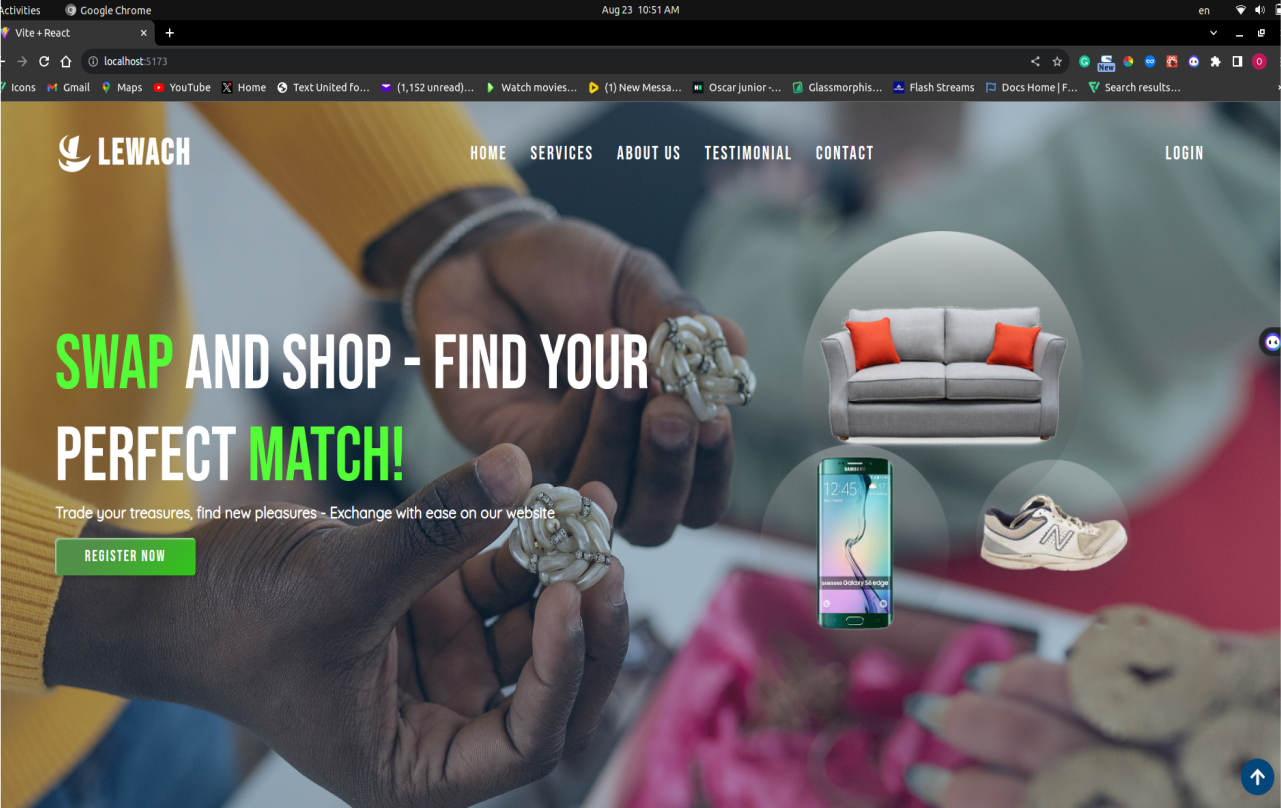 Activities Google Chrome Aug 23 10:51 AM en
Vite + React
localhost:5173 New O
Icons Gmail Maps YouTube Home Text United fo... (1,152 unread)... Watch movies... (1) New Messa... Oscar junior -... Glassmorphis... Flash Streams Docs Home | F... Search results...
LEWACH HOME SERVICES ABOUT US TESTIMONIAL CONTACT LOGIN
SWAP AND SHOP - FIND YOUR
PERFECT MATCH!
Trade your treasures, find new pleasures - Exchange with ease on our website
REGISTER NOW
SAMSUNG
12:45
SAMSUNG Galaxy S6 edge
N